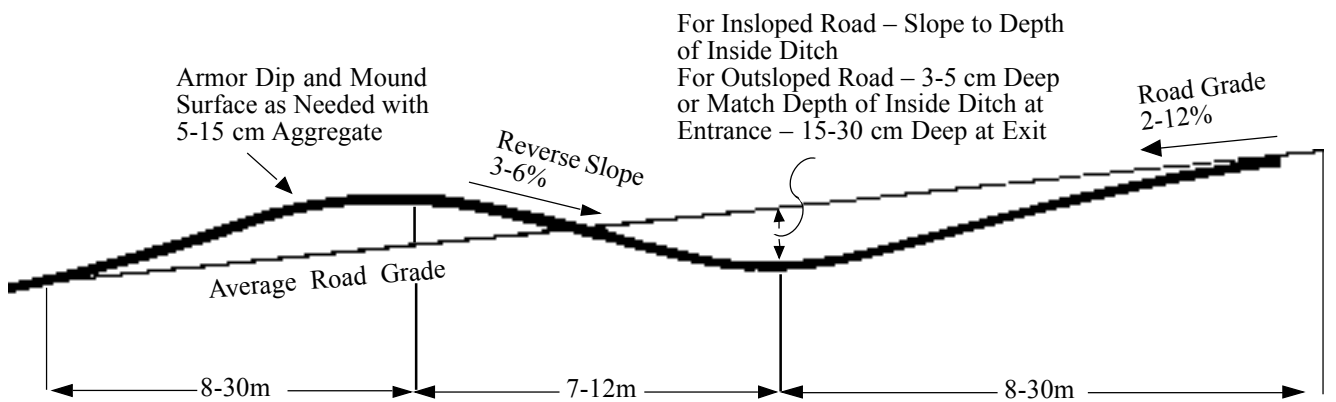 For Insloped Road – Slope to Depth
of Inside Ditch
For Outsloped Road – 3-5 cm Deep
or Match Depth of Inside Ditch at
Entrance – 15-30 cm Deep at Exit
Armor Dip and Mound
Surface as Needed with
5-15 cm Aggregate
Road Grade
2-12%
Reverse Slope
3-6%
Average Road Grade
8-30m
7-12m
8-30m